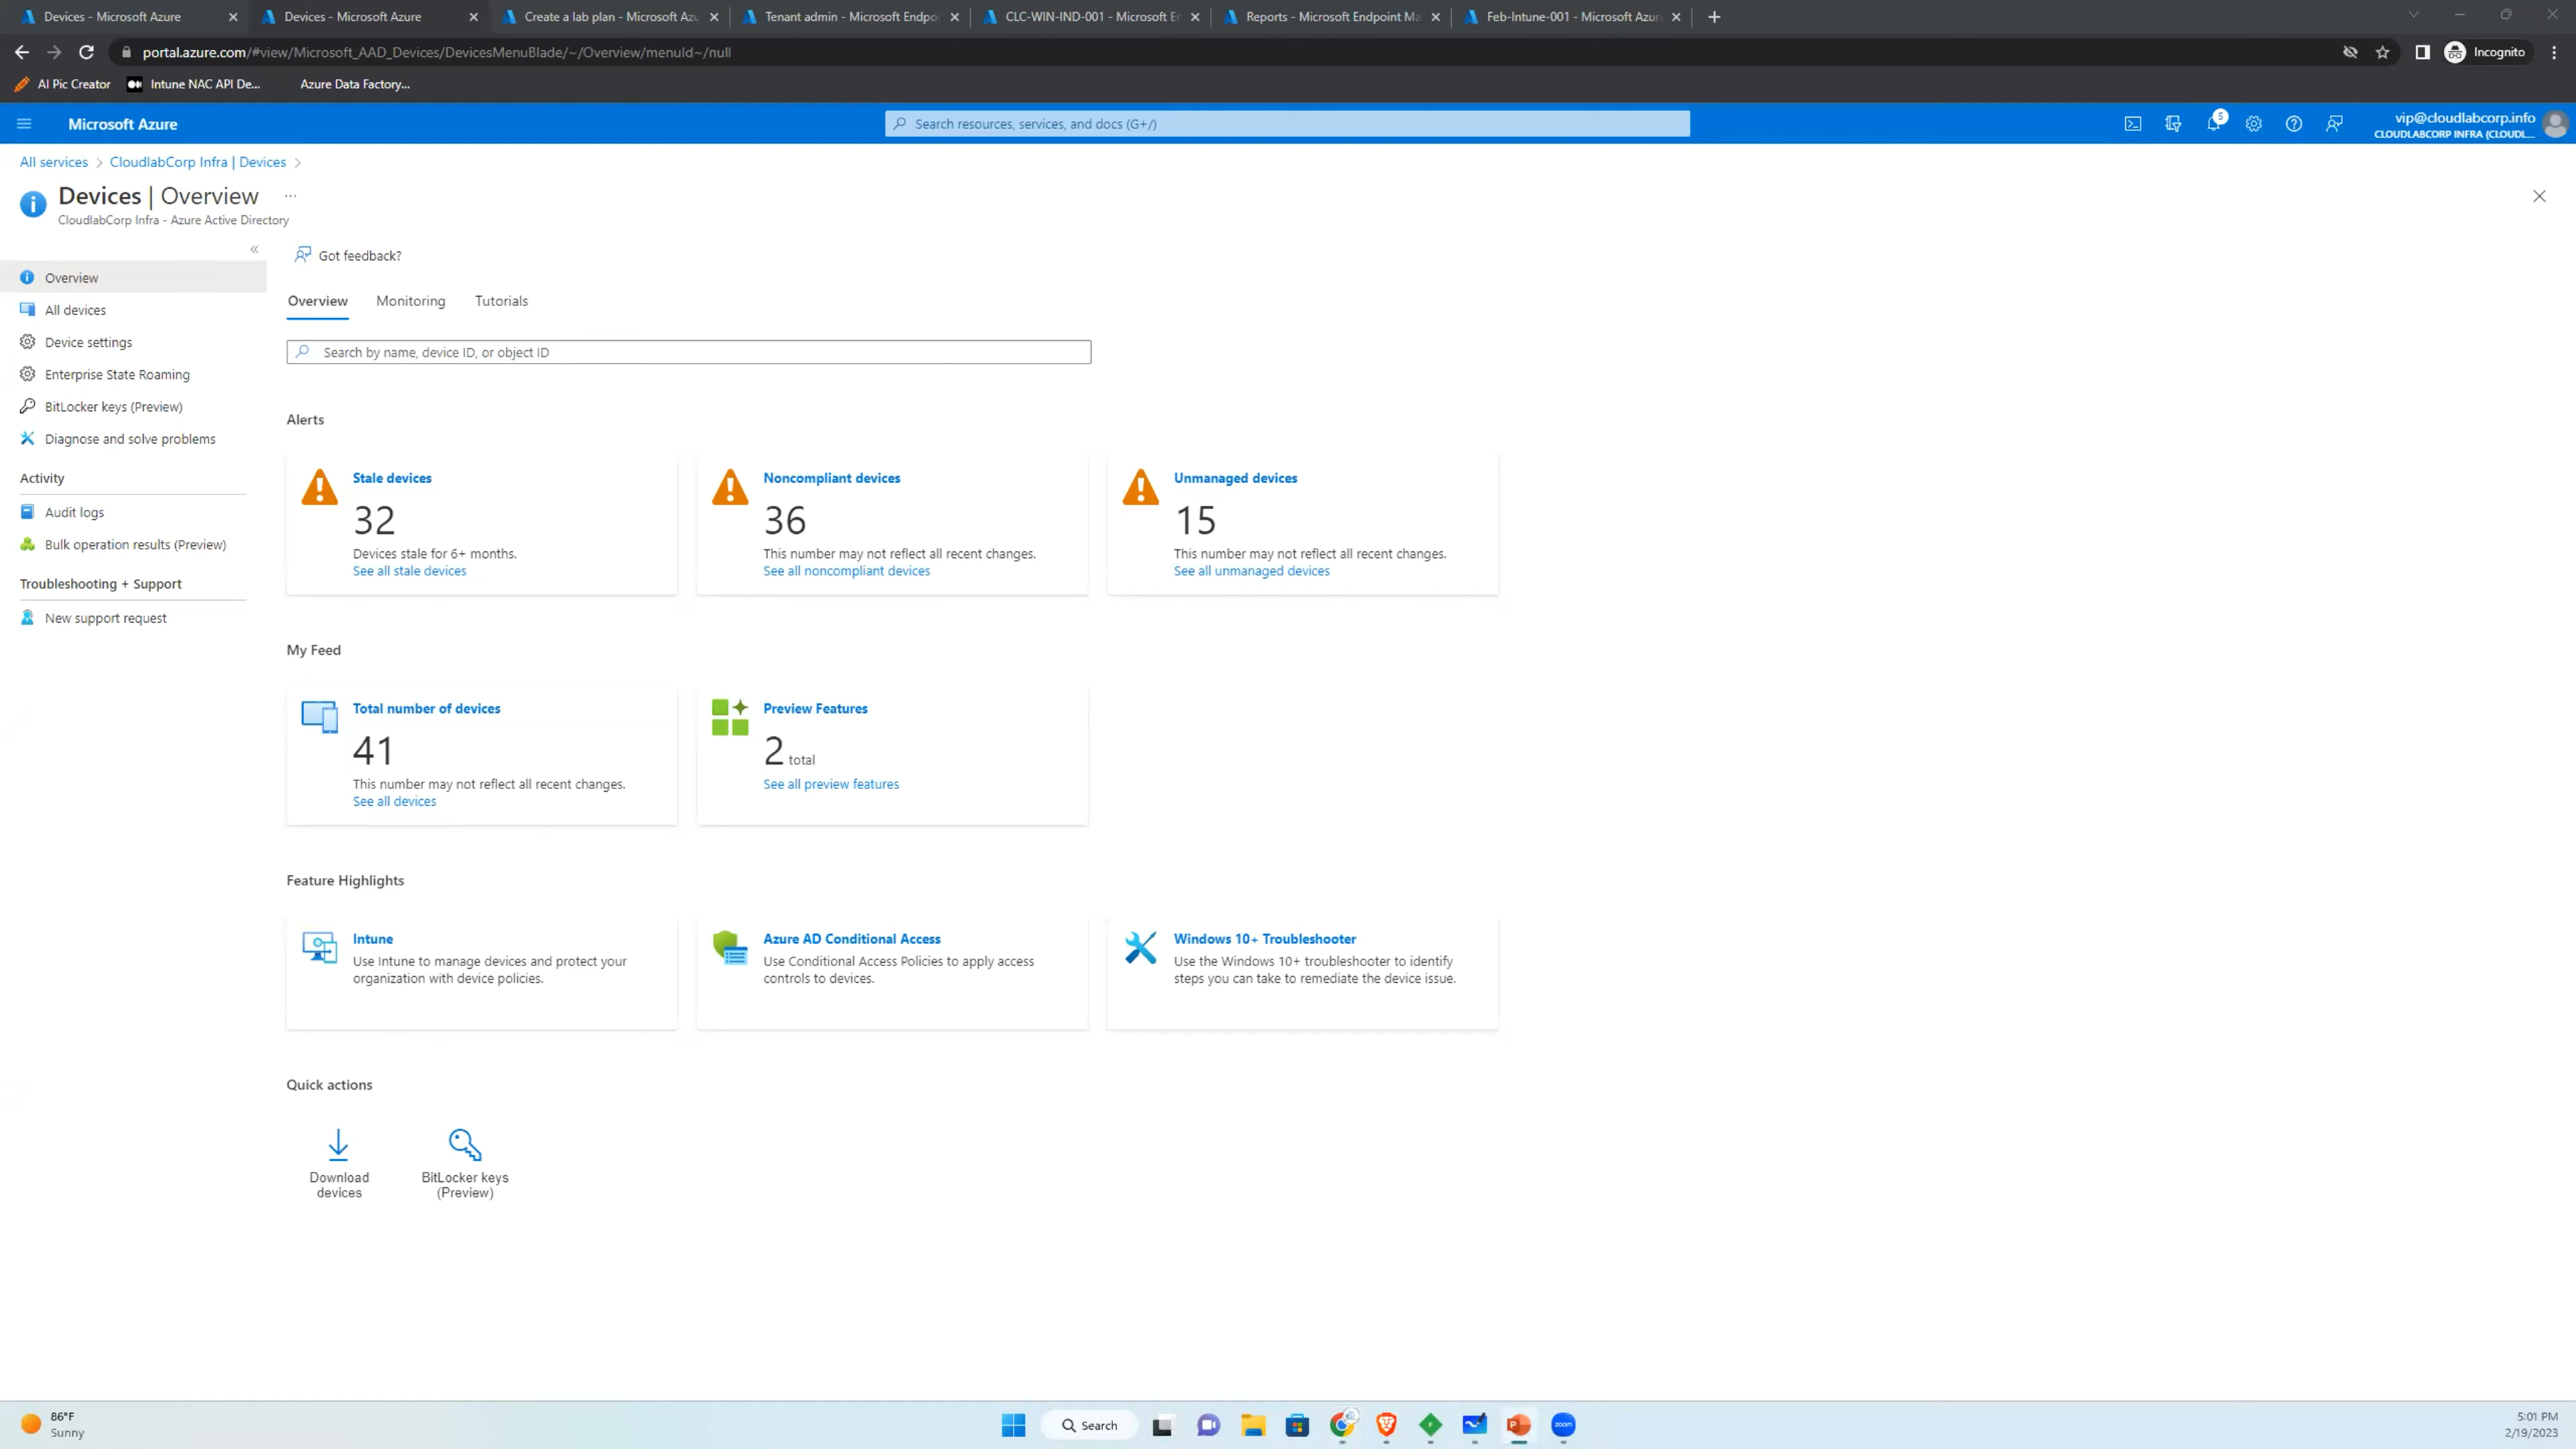 Devices - Microsoft Azure
Devices - Microsoft Azure
Create a lab plan - Microsoft Azu
Tenant admin - Microsoft Endpo
CLC-WIN-IND-001 - Microsoft E
Reports - Microsoft Endpoint Ma
Feb-Intune-001 - Microsoft Azur
portal.azure.com/#view/Microsoft_AAD_Devices/DevicesMenuBlade/~/Overview/menuId~/null
Incognito
AI Pic Creator
Intune NAC API De...
Azure Data Factory...
Microsoft Azure
Search resources, services, and docs (G+/)
5
vip@cloudlabcorp.info
CLOUDLABCORP INFRA (CLOUDL...
All services > CloudlabCorp Infra | Devices >
Devices | Overview ...
CloudlabCorp Infra - Azure Active Directory
Got feedback?
Overview
All devices
Device settings
Enterprise State Roaming
BitLocker keys (Preview)
Diagnose and solve problems
Activity
Audit logs
Bulk operation results (Preview)
Troubleshooting + Support
New support request
Overview
Monitoring
Tutorials
Search by name, device ID, or object ID
Alerts
Stale devices
32
Devices stale for 6+ months.
See all stale devices
Noncompliant devices
36
This number may not reflect all recent changes.
See all noncompliant devices
Unmanaged devices
15
This number may not reflect all recent changes.
See all unmanaged devices
My Feed
Total number of devices
41
This number may not reflect all recent changes.
See all devices
Preview Features
2 total
See all preview features
Feature Highlights
Intune
Use Intune to manage devices and protect your
organization with device policies.
Azure AD Conditional Access
Use Conditional Access Policies to apply access
controls to devices.
Windows 10+ Troubleshooter
Use the Windows 10+ troubleshooter to identify
steps you can take to remediate the device issue.
Quick actions
Download
devices
BitLocker keys
(Preview)
86°F
Sunny
Search
zoom
5:01 PM
2/19/2023